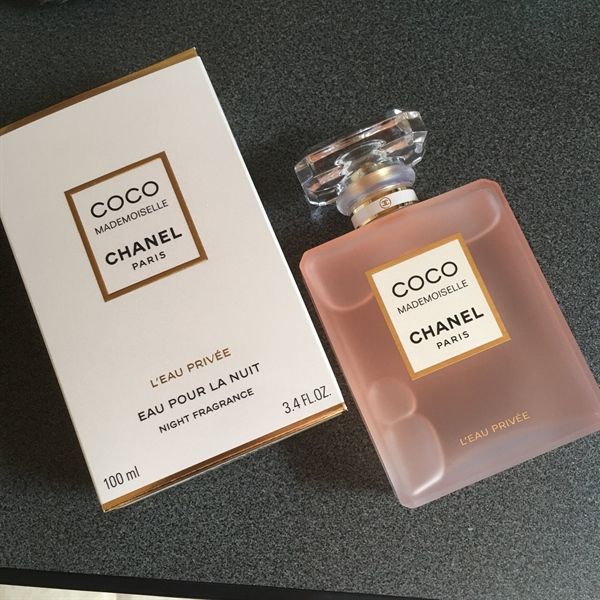 COCO
MADEMOISELLE
CHANEL
PARIS
L'EAU PRIVÉE
EAU POUR LA NUIT
NIGHT FRAGRANCE
100 ml
3.4 FL.OZ.
COCO
MADEMOISELLE
CHANEL
PARIS
L'EAU PRIVÉE